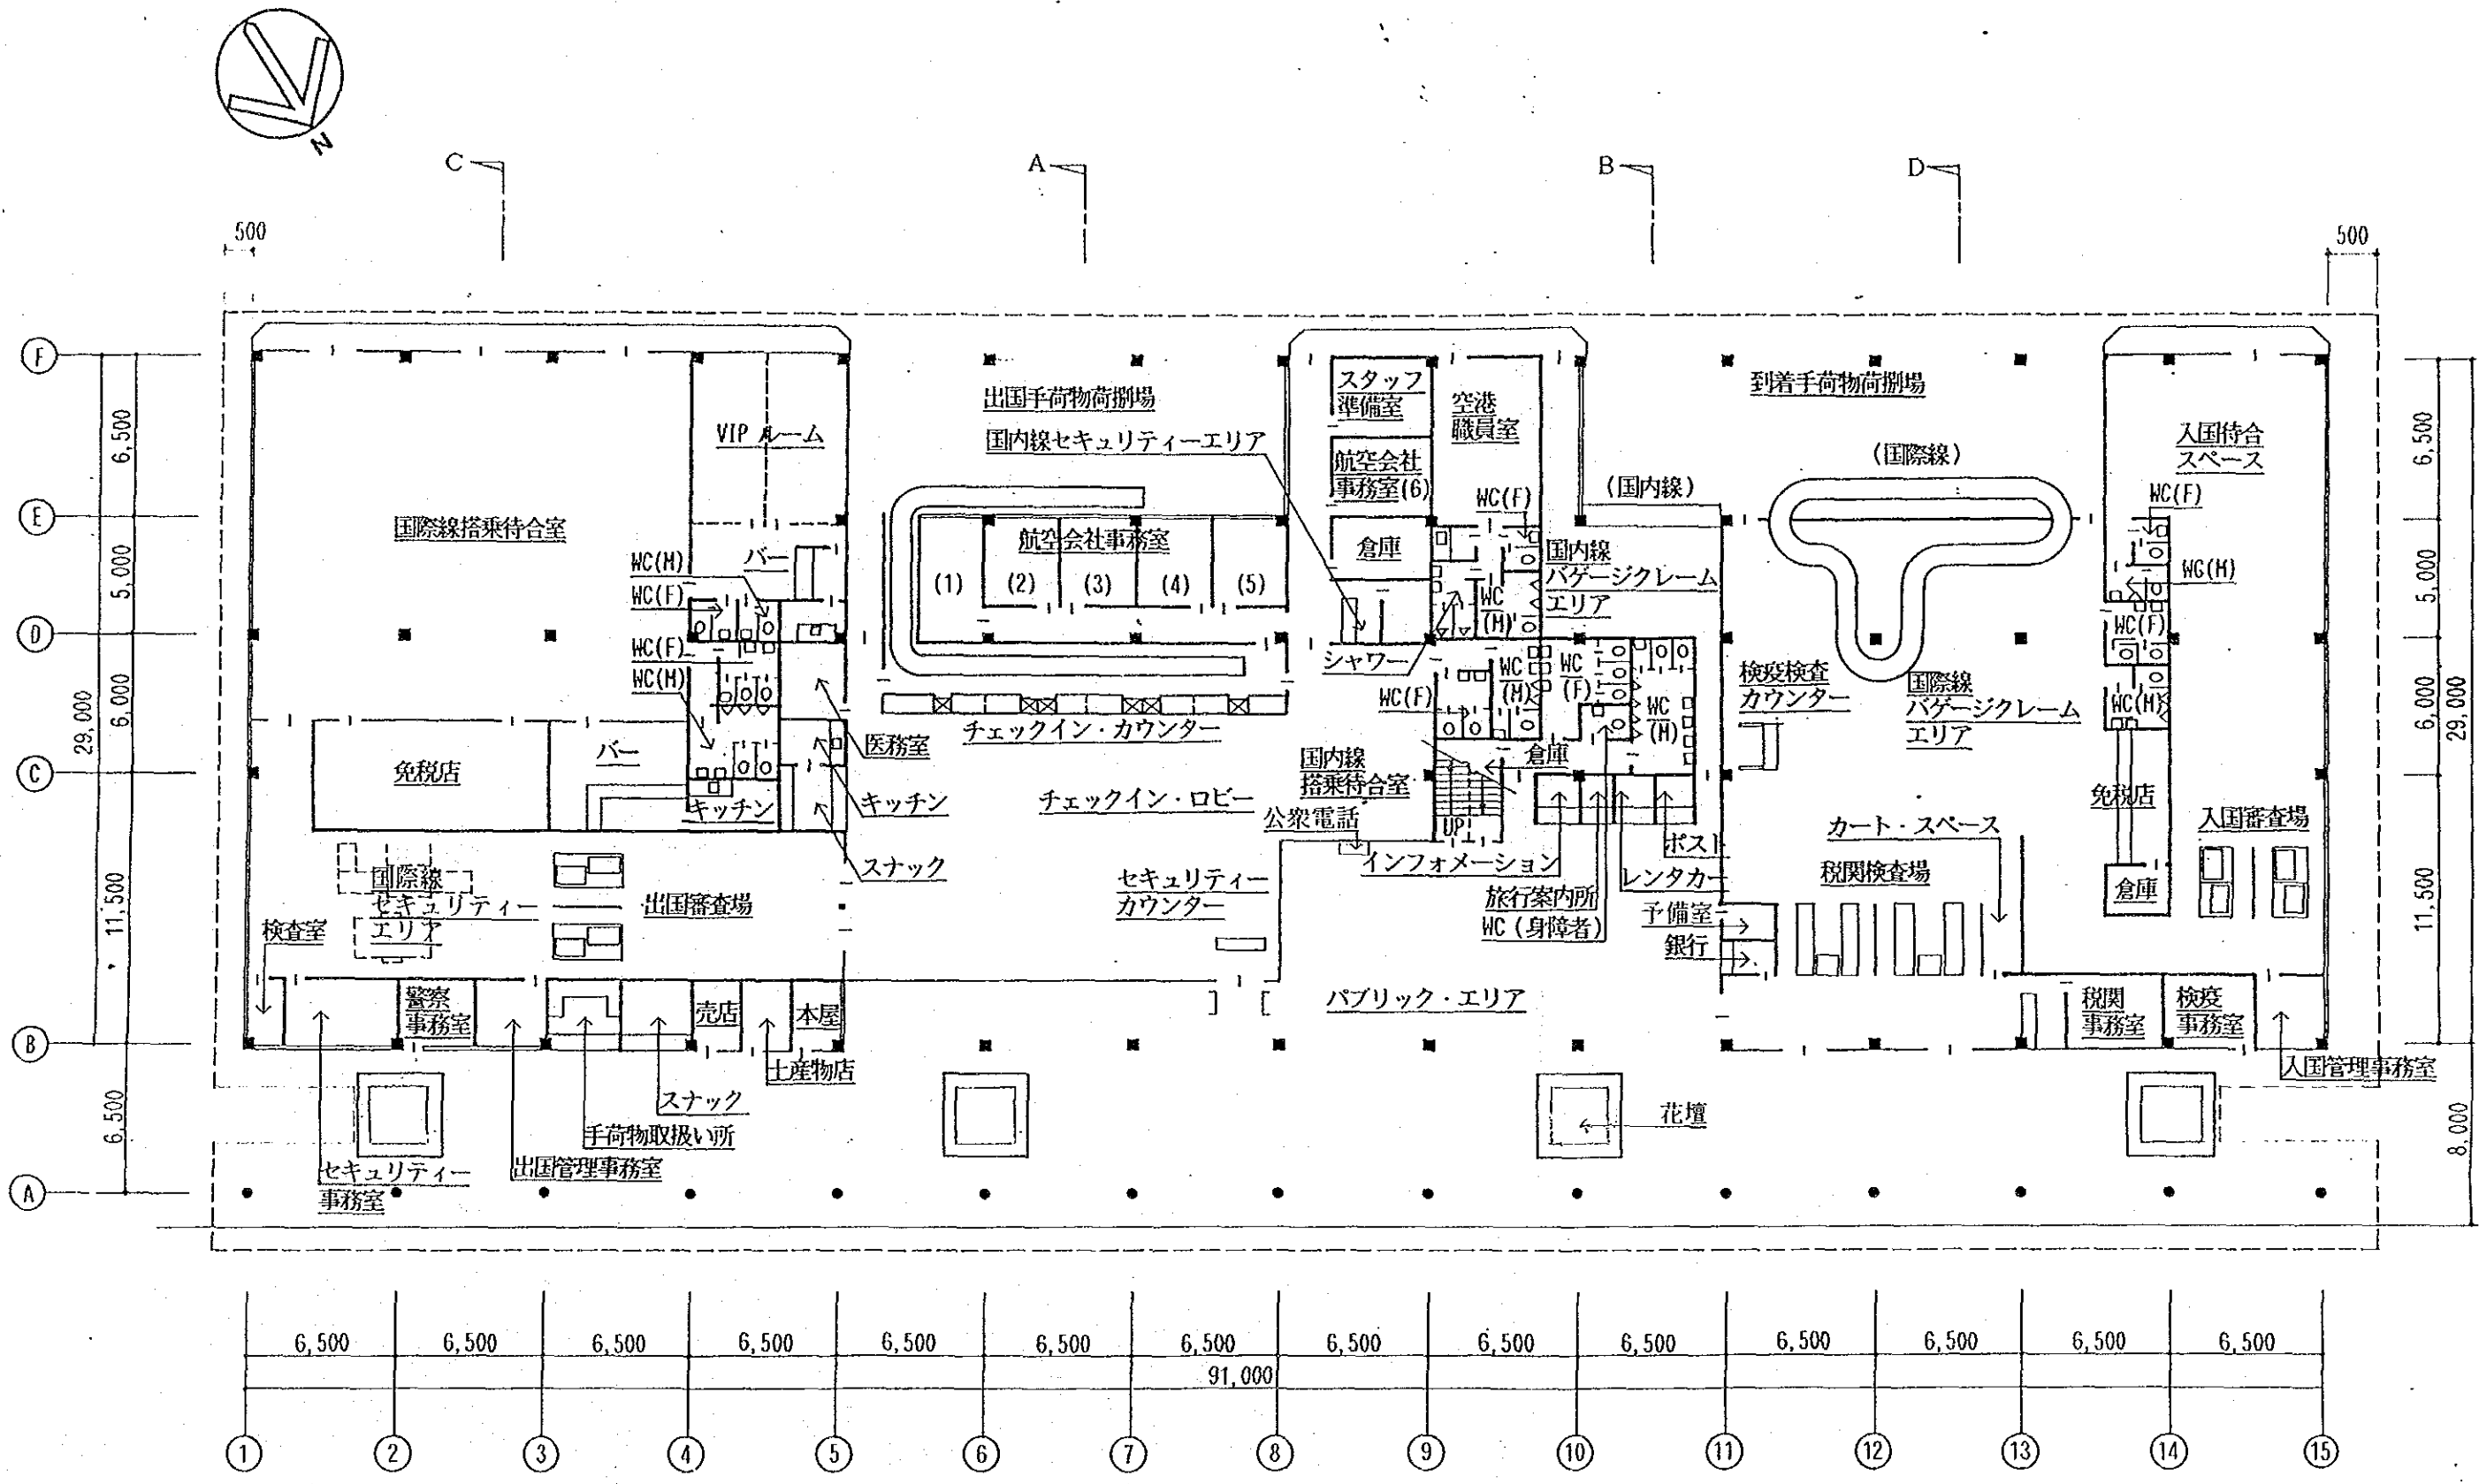 N
C
A
B
D
500
500
F
E
D
C
B
A
6,500
5,000
6,000
11,500
29,000
6,500
国際線搭乗待合室
VIP ルーム
バー
WC(M)
WC(F)
WC(F)
WC(M)
免税店
バー
キッチン
医務室
キッチン
スナック
国際線
セキュリティー
エリア
検査室
出国審査場
警察
事務室
売店
本屋
土産物店
スナック
手荷物取扱い所
出国管理事務室
セキュリティー
事務室
出国手荷物荷捌場
国内線セキュリティーエリア
航空会社事務室
(1)
(2)
(3)
(4)
(5)
チェックイン・カウンター
チェックイン・ロビー
セキュリティー
カウンター
スタッフ
準備室
航空会社
事務室(6)
倉庫
シャワー
空港
職員室
WC(F)
WC
(M)
WC(F)
WC
(M)
WC
(F)
WC
(M)
国内線
搭乗待合室
公衆電話
倉庫
UP
インフォメーション
旅行案内所
WC (身障者)
レンタカー
ポスト
パブリック・エリア
(国内線)
国内線
バゲージクレーム
エリア
到着手荷物荷捌場
(国際線)
検疫検査
カウンター
国際線
バゲージクレーム
エリア
カート・スペース
税関検査場
予備室
銀行
入国待合
スペース
WC(F)
WC(M)
WC(F)
WC(M)
免税店
入国審査場
倉庫
税関
事務室
検疫
事務室
入国管理事務室
花壇
6,500
5,000
6,000
11,500
29,000
8,000
6,500
6,500
6,500
6,500
6,500
6,500
6,500
6,500
6,500
6,500
6,500
6,500
6,500
6,500
91,000
1
2
3
4
5
6
7
8
9
10
11
12
13
14
15